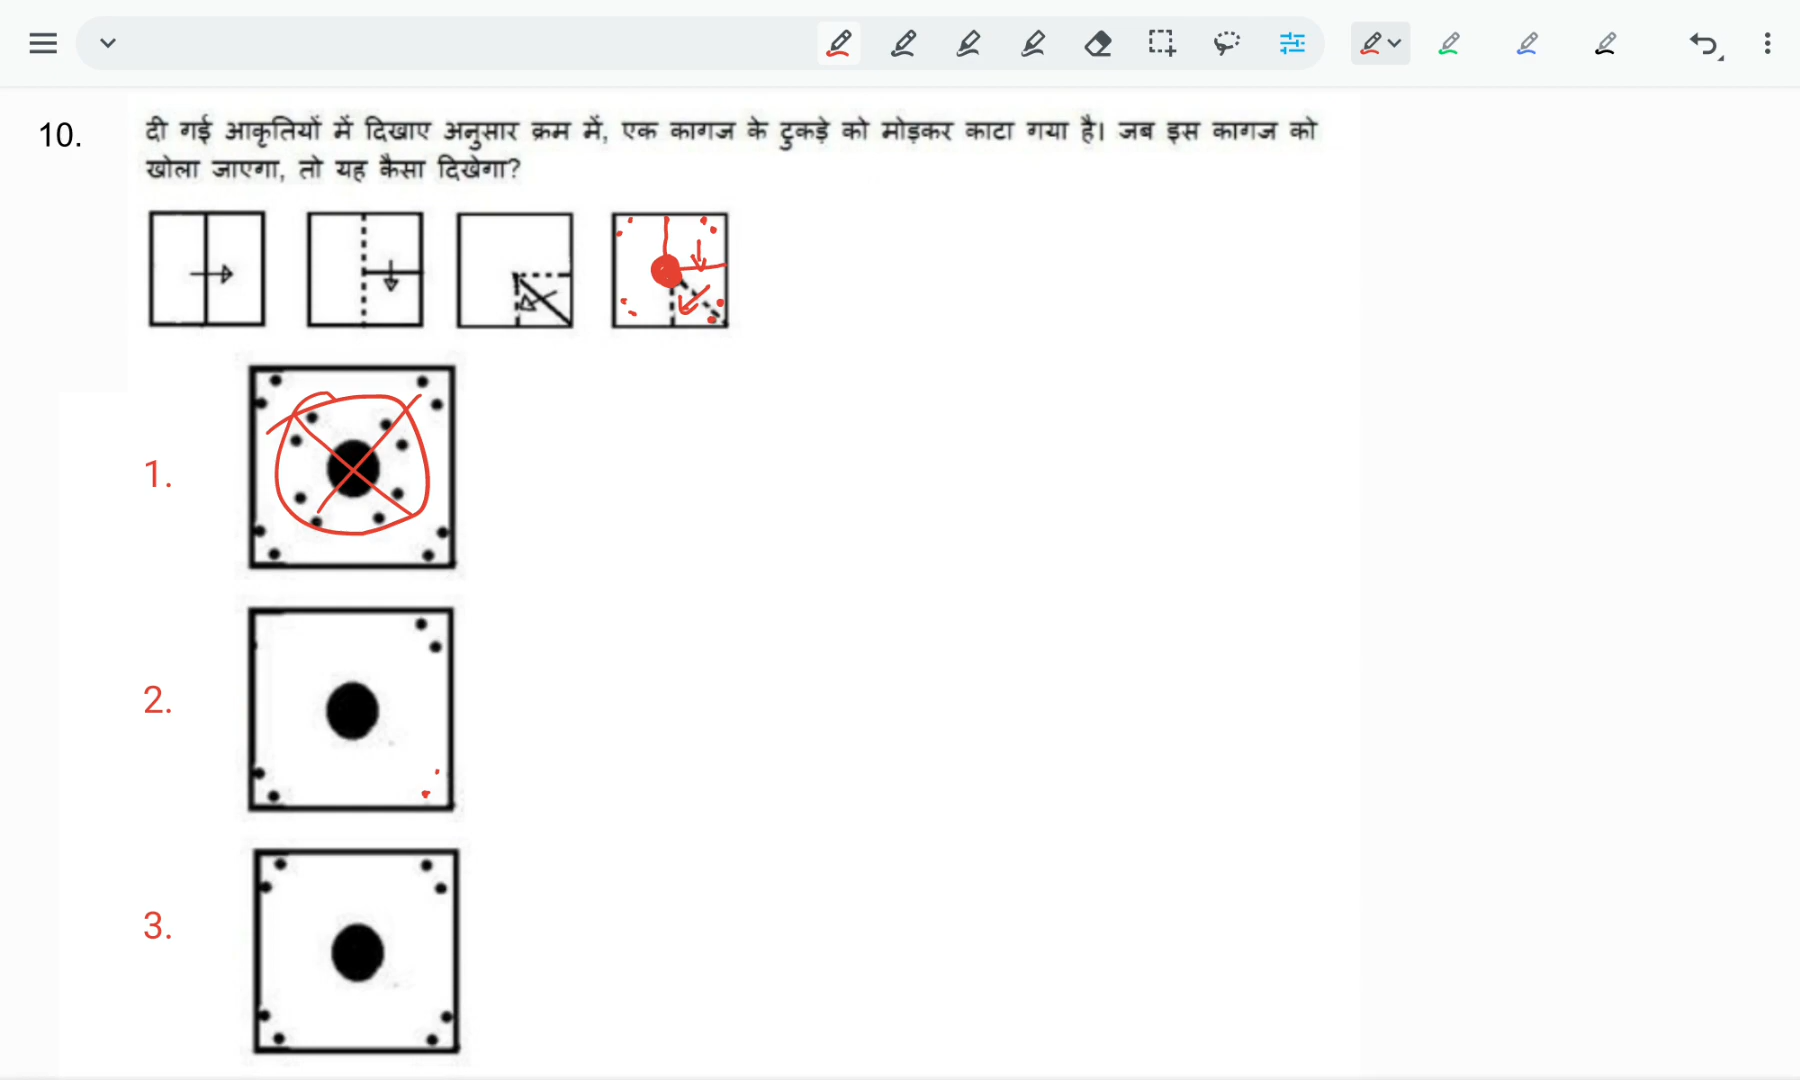 10.
दी गई आकृतियों में दिखाए अनुसार क्रम में, एक कागज के टुकड़े को मोड़कर काटा गया है। जब इस कागज को
खोला जाएगा, तो यह कैसा दिखेगा?
1.
2.
3.